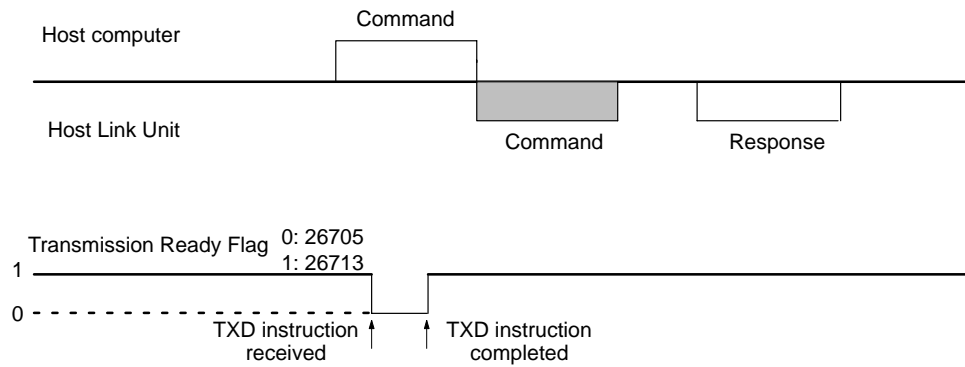 Command
Host computer
Host Link Unit
Command
Response
Transmission Ready Flag
0: 26705
1: 26713
1
0
TXD instruction
received
TXD instruction
completed